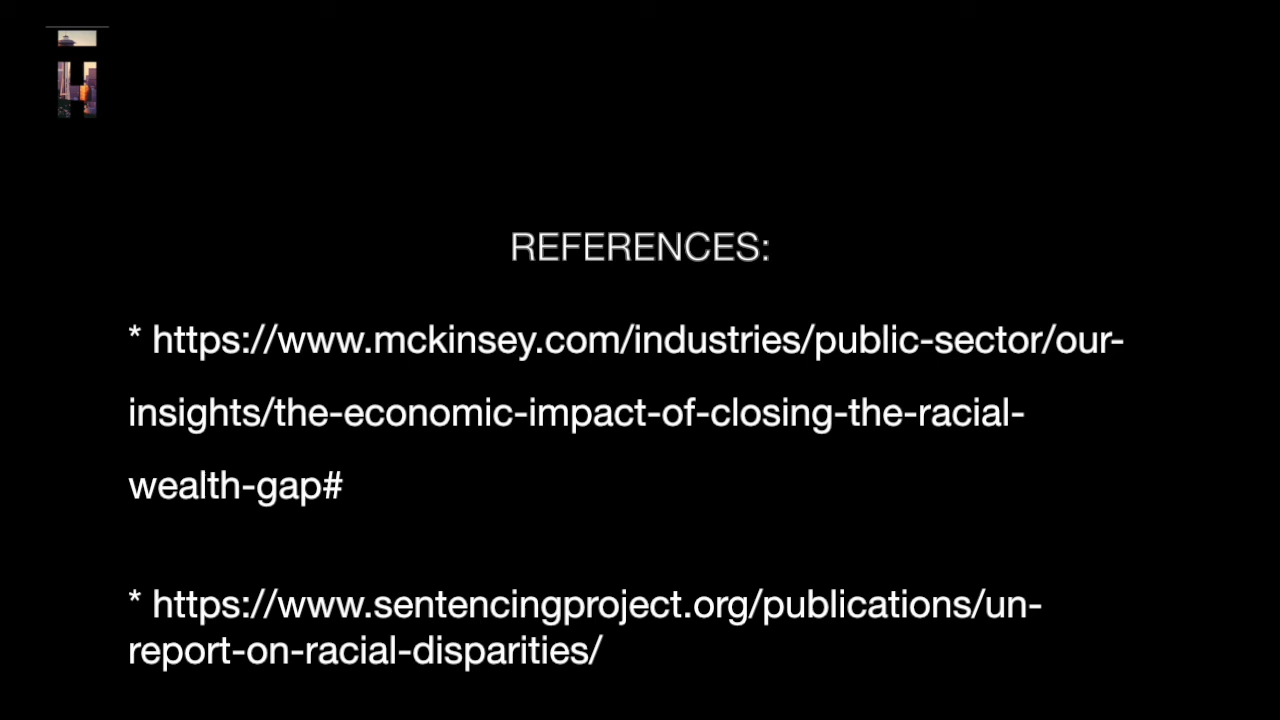 REFERENCES:
* https://www.mckinsey.com/industries/public-sector/our-
insights/the-economic-impact-of-closing-the-racial-
wealth-gap#
* https://www.sentencingproject.org/publications/un-
report-on-racial-disparities/